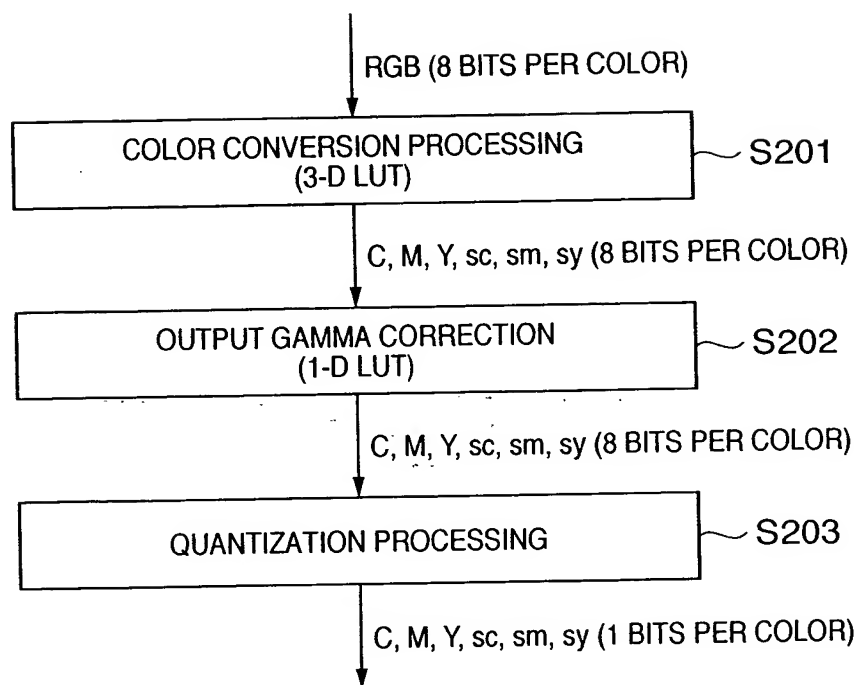 RGB (8 BITS PER COLOR)
COLOR CONVERSION PROCESSING
(3-D LUT)
S201
C, M, Y, sc, sm, sy (8 BITS PER COLOR)
OUTPUT GAMMA CORRECTION
(1-D LUT)
S202
C, M, Y, sc, sm, sy (8 BITS PER COLOR)
QUANTIZATION PROCESSING
S203
C, M, Y, sc, sm, sy (1 BITS PER COLOR)